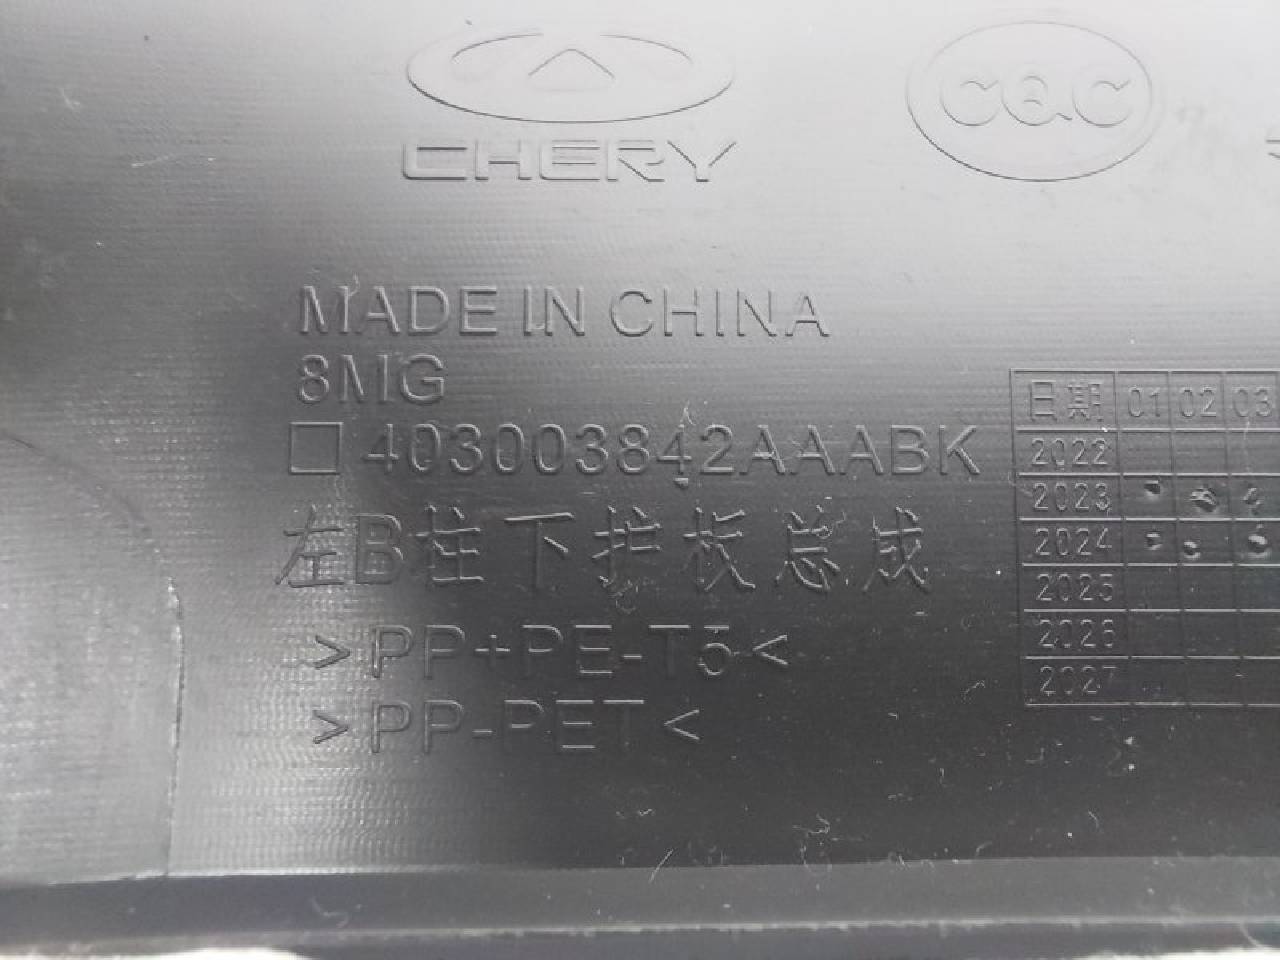 CHERY
CQC
MADE IN CHINA
8MG
403003842AAABK
左B柱下护板总成
>PP+PE-T5<
>PP-PET<
日期 01 02 03
2022
2023
2024
2025
2026
2027